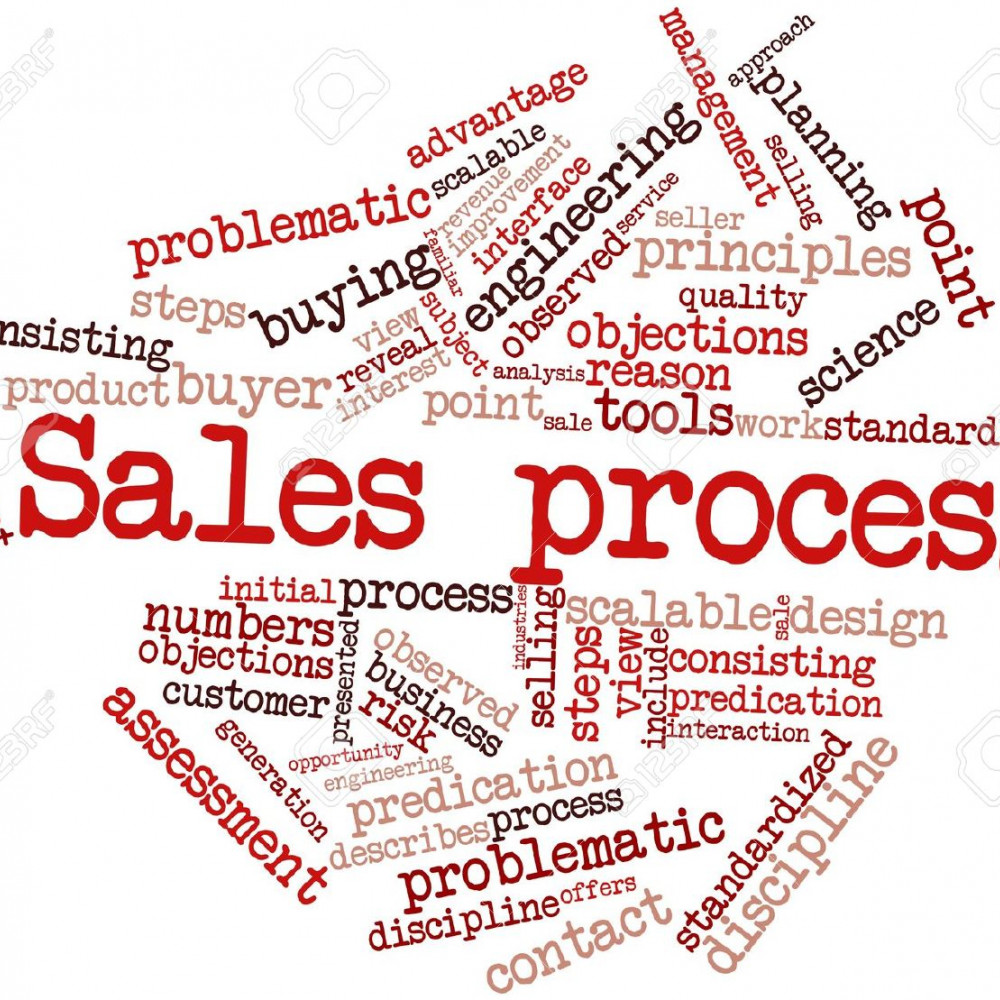 management
approach
planning
advantage
scalable
selling
revenue
improvement
engineering
interface
service
problematic
point
familiar
seller
principles
observed
buying
steps
quality
subject
view
objections
science
nsisting
reveal
analysis
reason
interest
product
buyer
point
sale
tools
work
standard
Sales proces
initial
process
industries
selling
scalable
sale
design
numbers
presented
observed
steps
view
include
objections
business
consisting
customer
risk
predication
assessment
generation
interaction
opportunity
engineering
standardized
discipline
predication
process
describes
problematic
discipline
offers
contact
123RF